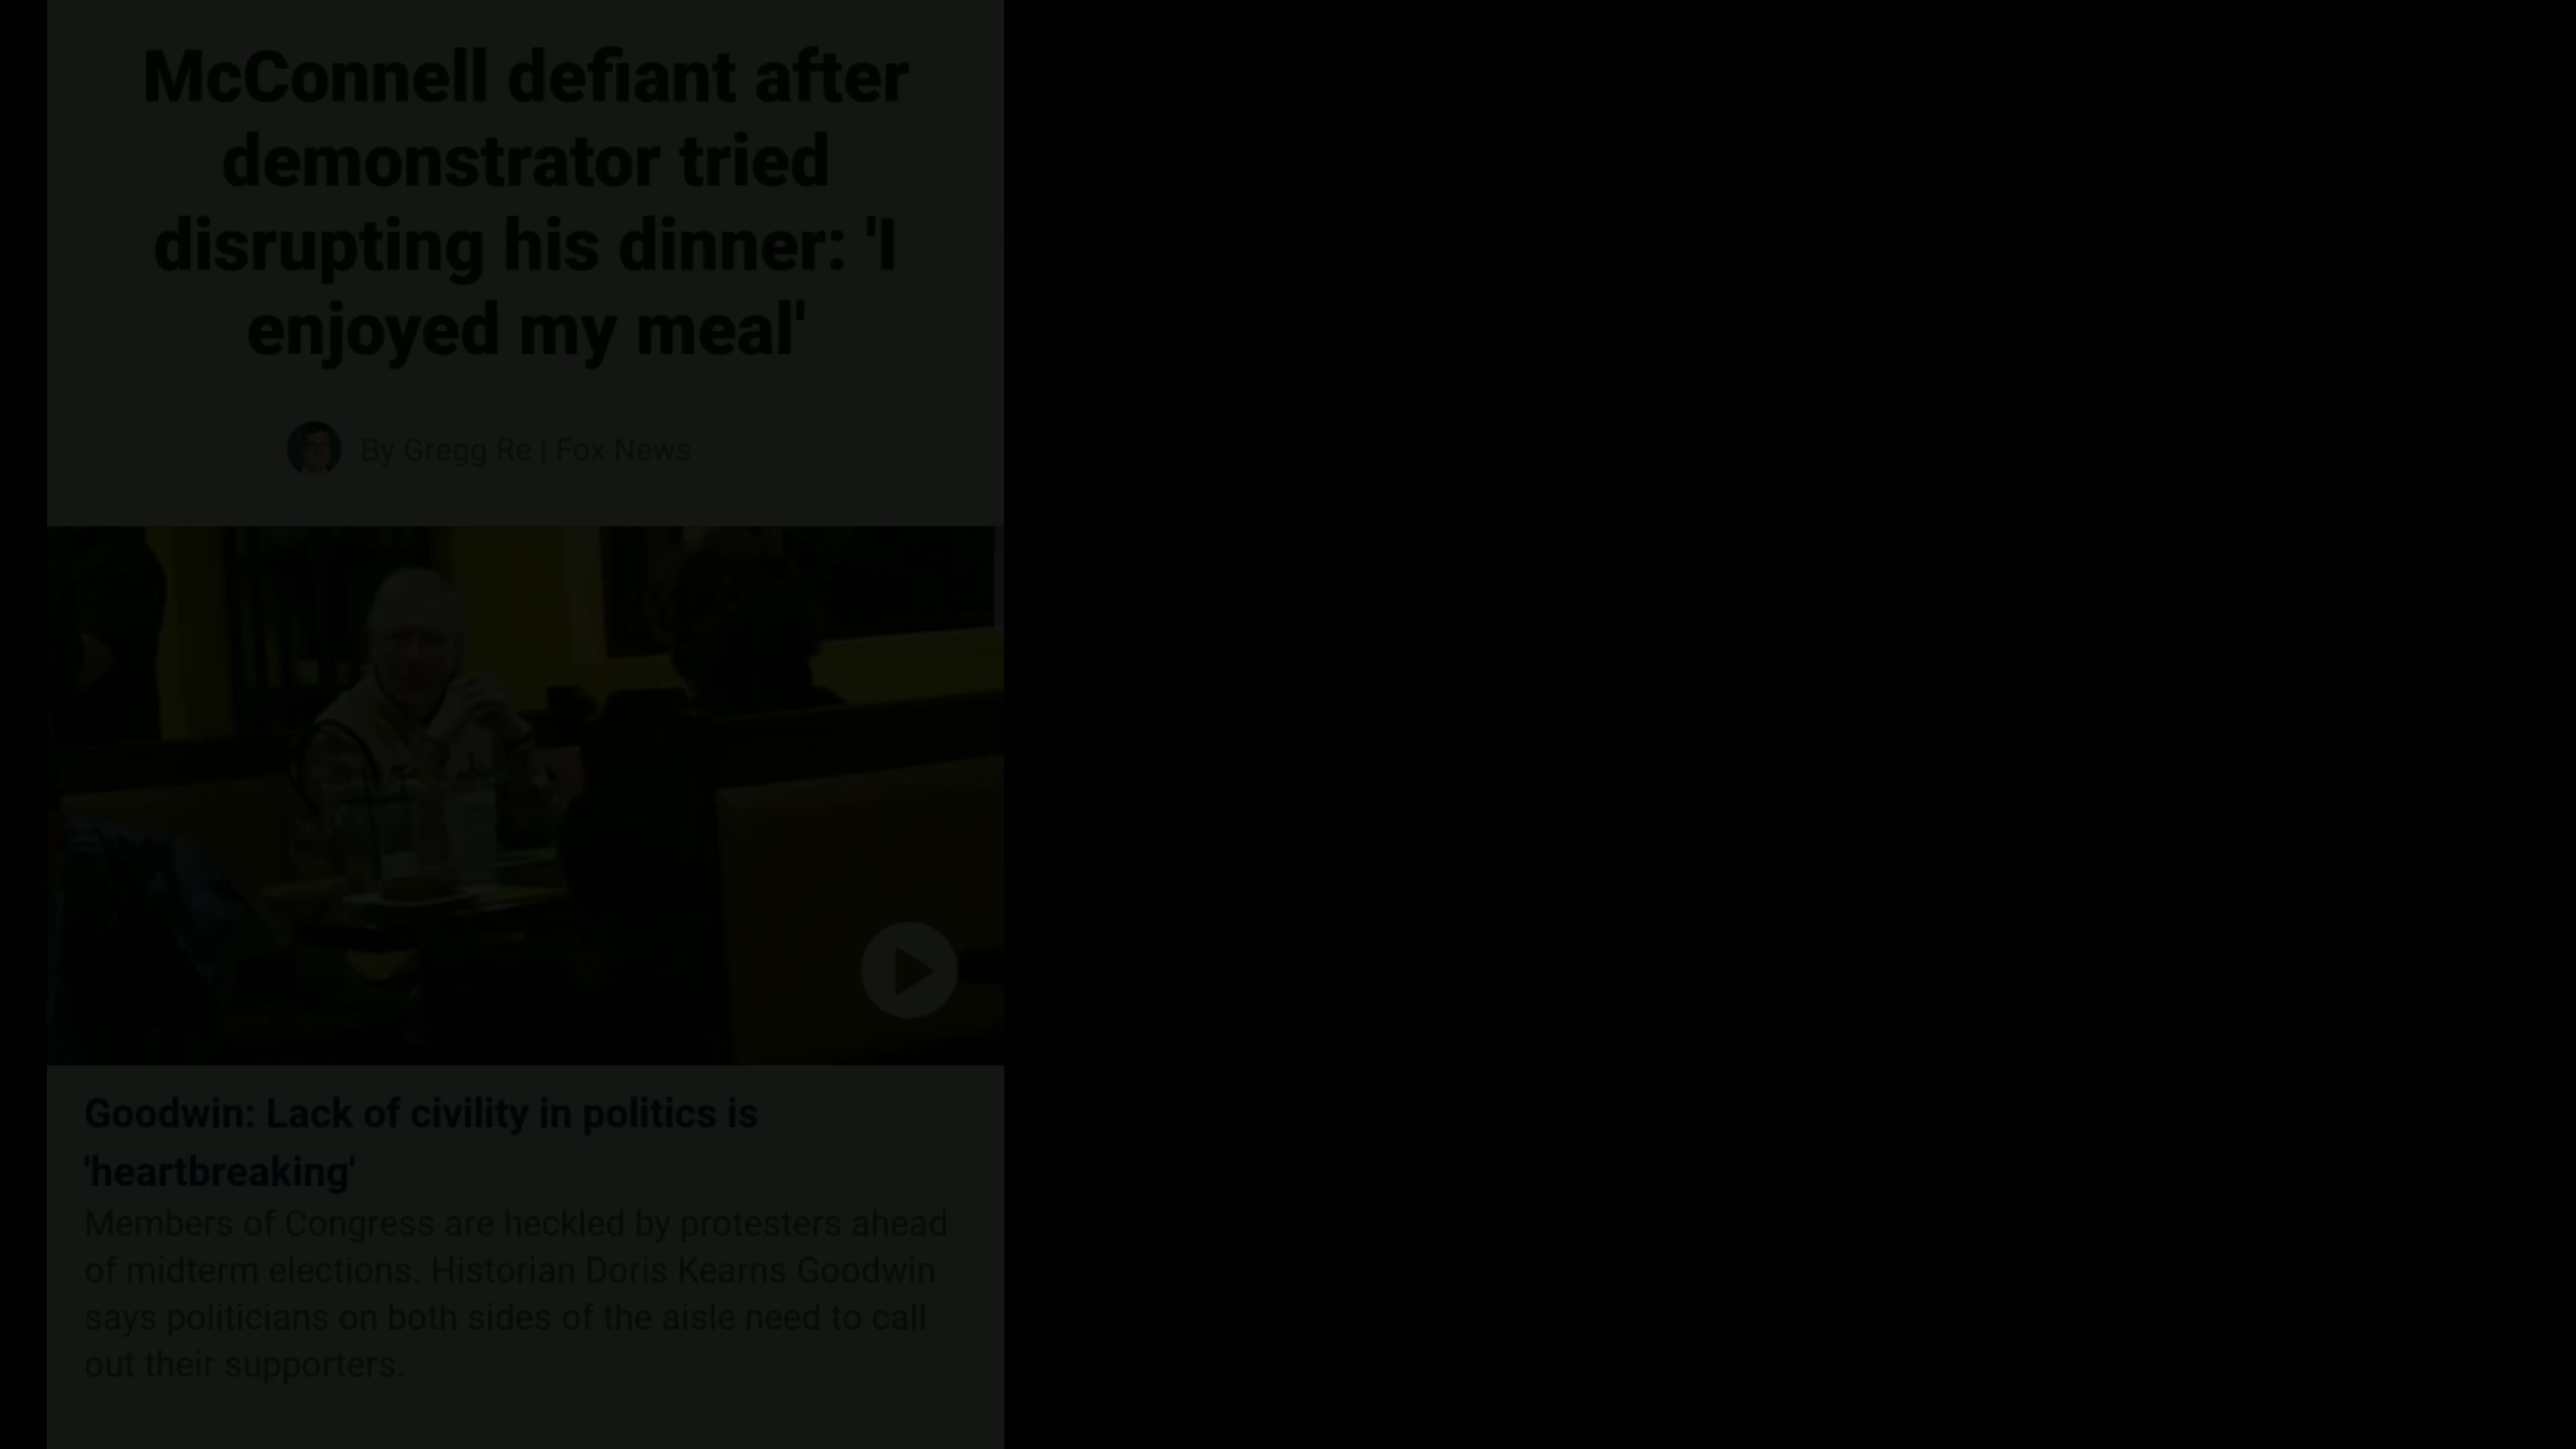 McConnell defiant after
demonstrator tried
disrupting his dinner: 'I
enjoyed my meal'
By Gregg Re | Fox News
Goodwin: Lack of civility in politics is
'heartbreaking'
Members of Congress are heckled by protesters ahead
of midterm elections. Historian Doris Kearns Goodwin
says politicians on both sides of the aisle need to call
out their supporters.